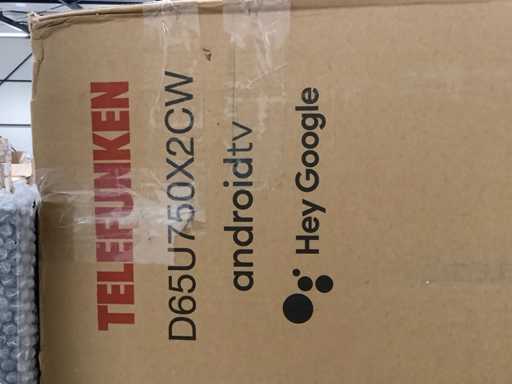 TELEFUNKEN
D65U750X2CW
androidtv
Hey Google